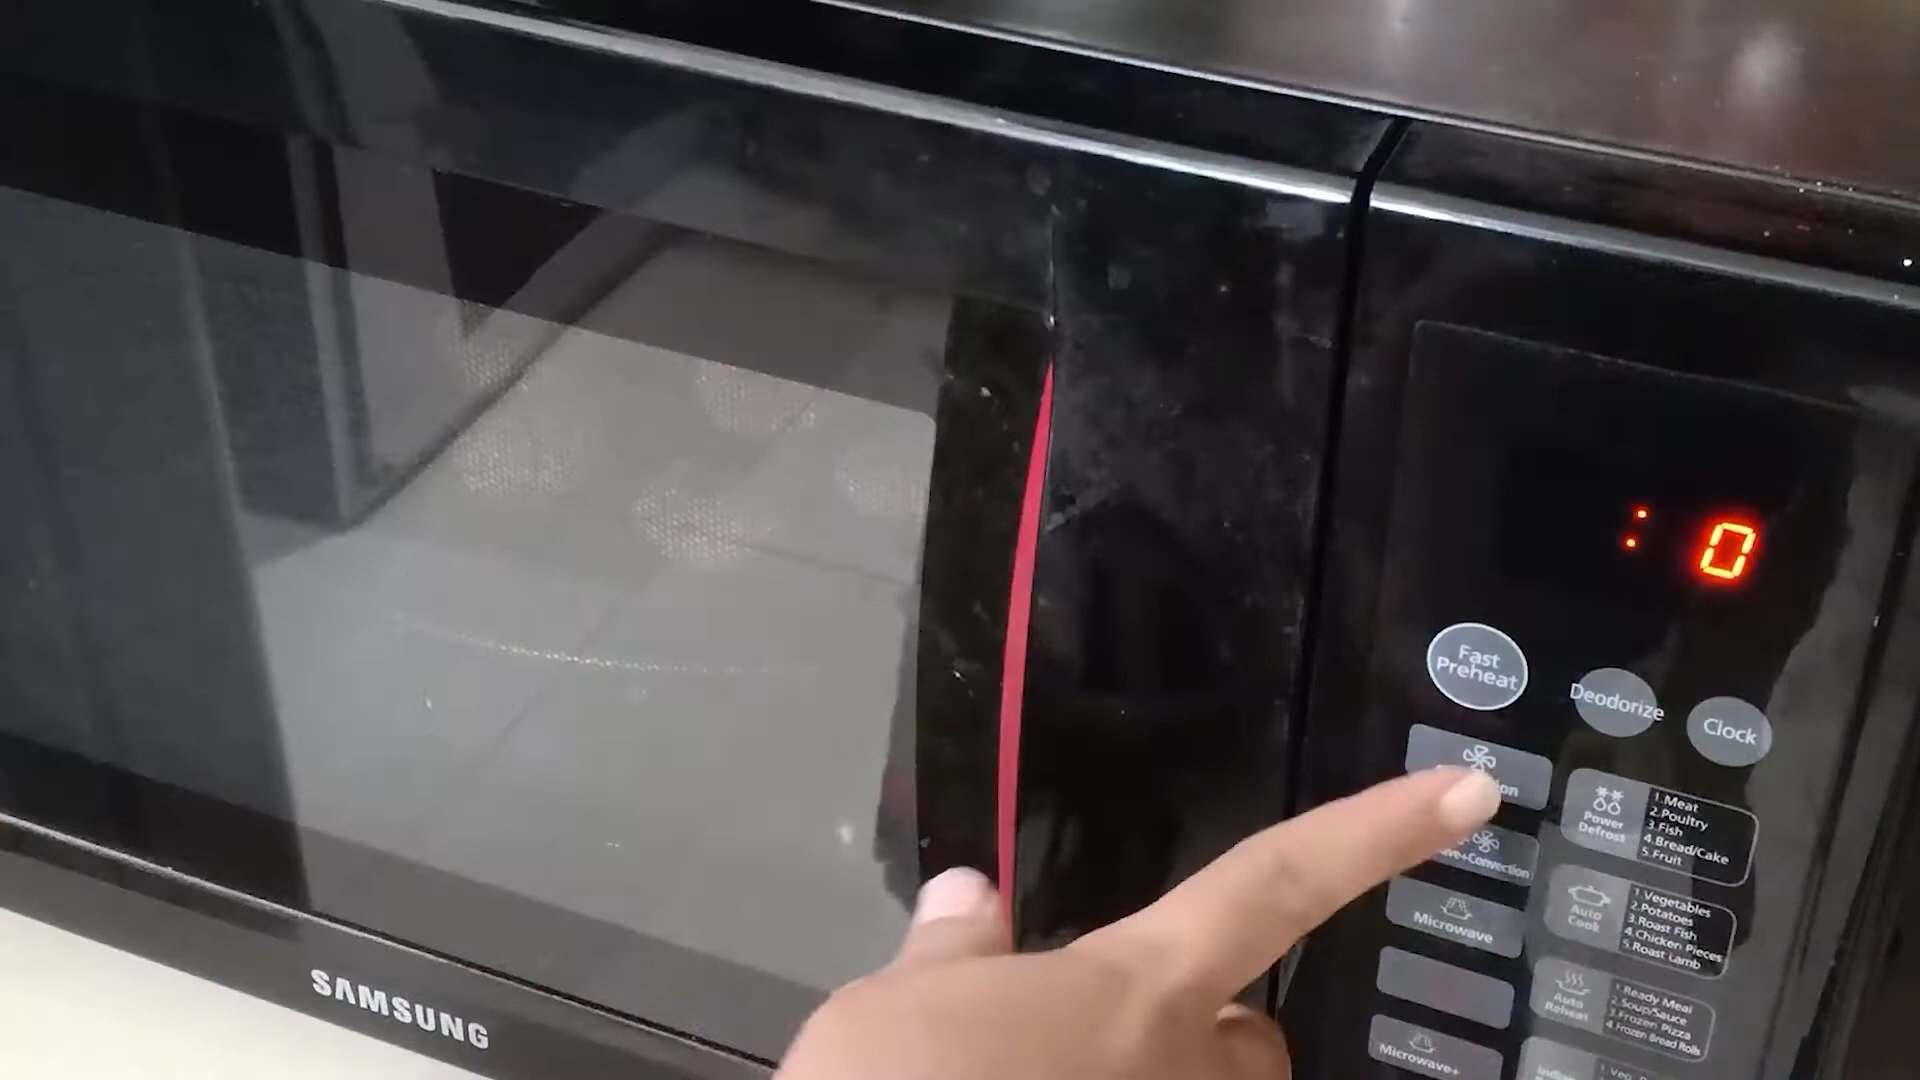 : 0
Fast
Preheat
Deodorize
Clock
Power
Defrost
1.Meat
2.Poultry
3.Fish
4.Bread/Cake
5.Fruit
+Convection
Microwave
Auto
Cook
1.Vegetables
2.Potatoes
3.Roast Fish
4.Chicken Pieces
5.Roast Lamb
Auto
Reheat
1.Ready Meal
2.Soup/Sauce
3.Frozen Pizza
4.Frozen Bread Rolls
Microwave+
SAMSUNG